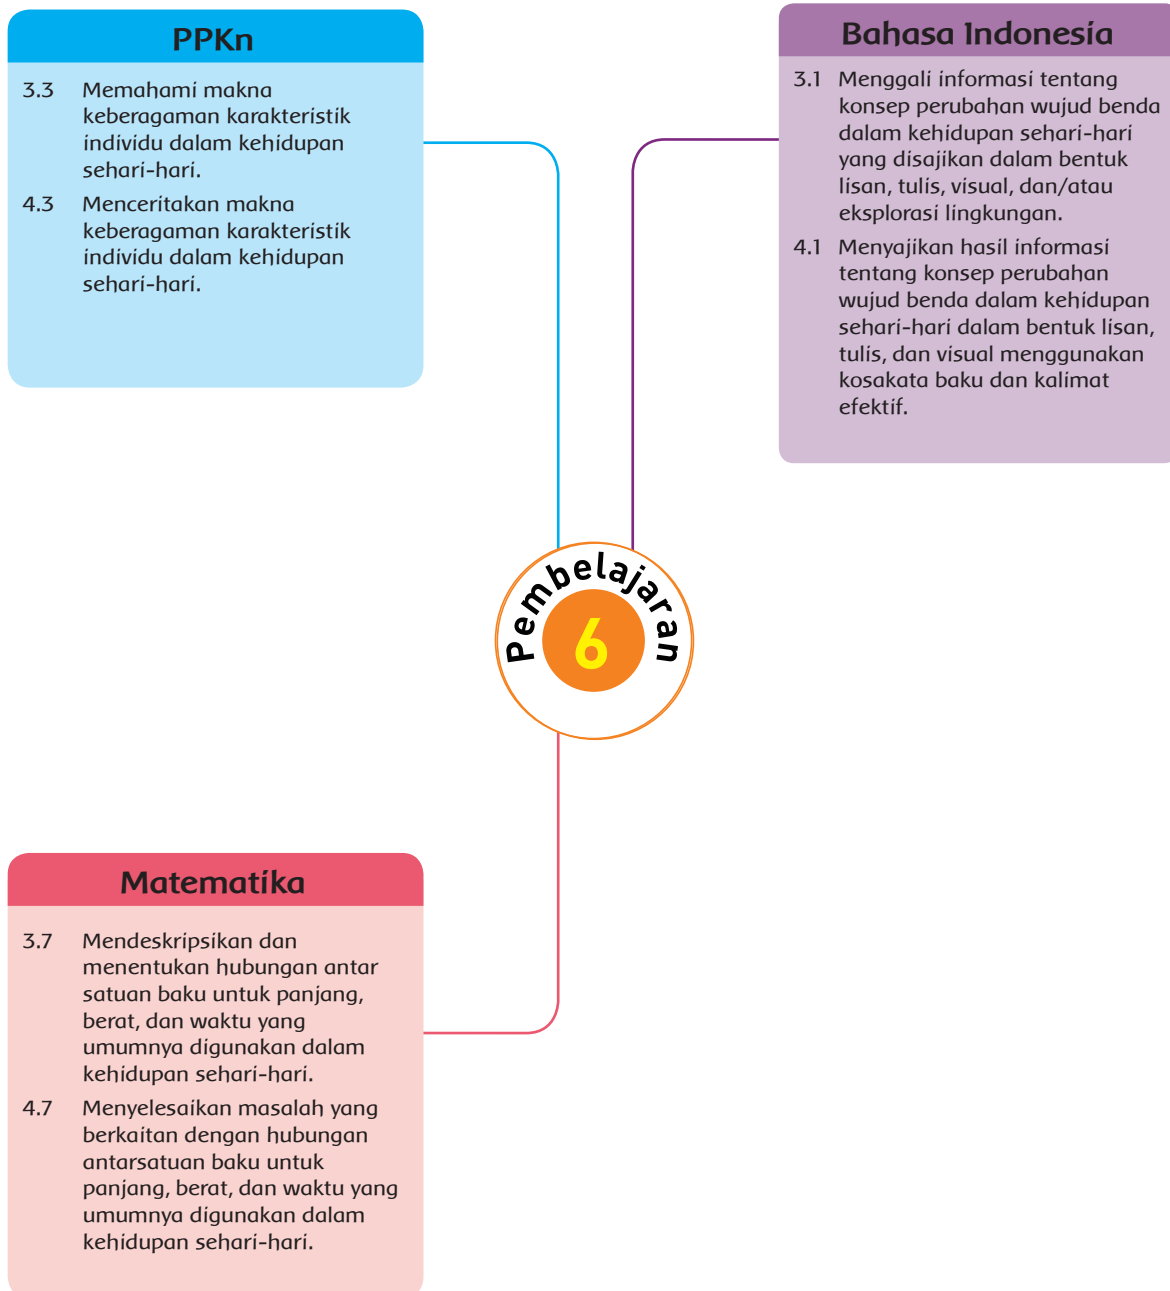 PPKn
3.3 Memahami makna
keberagaman karakteristik
individu dalam kehidupan
sehari-hari.
4.3 Menceritakan makna
keberagaman karakteristik
individu dalam kehidupan
sehari-hari.
Bahasa Indonesia
3.1 Menggali informasi tentang
konsep perubahan wujud benda
dalam kehidupan sehari-hari
yang disajikan dalam bentuk
lisan, tulis, visual, dan/atau
eksplorasi lingkungan.
4.1 Menyajikan hasil informasi
tentang konsep perubahan
wujud benda dalam kehidupan
sehari-hari dalam bentuk lisan,
tulis, dan visual menggunakan
kosakata baku dan kalimat
efektif.
Pembelajaran
6
Matematika
3.7 Mendeskripsikan dan
menentukan hubungan antar
satuan baku untuk panjang,
berat, dan waktu yang
umumnya digunakan dalam
kehidupan sehari-hari.
4.7 Menyelesaikan masalah yang
berkaitan dengan hubungan
antarsatuan baku untuk
panjang, berat, dan waktu yang
umumnya digunakan dalam
kehidupan sehari-hari.